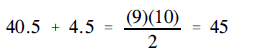 40.5 + 4.5 = (9)(10)/2 = 45